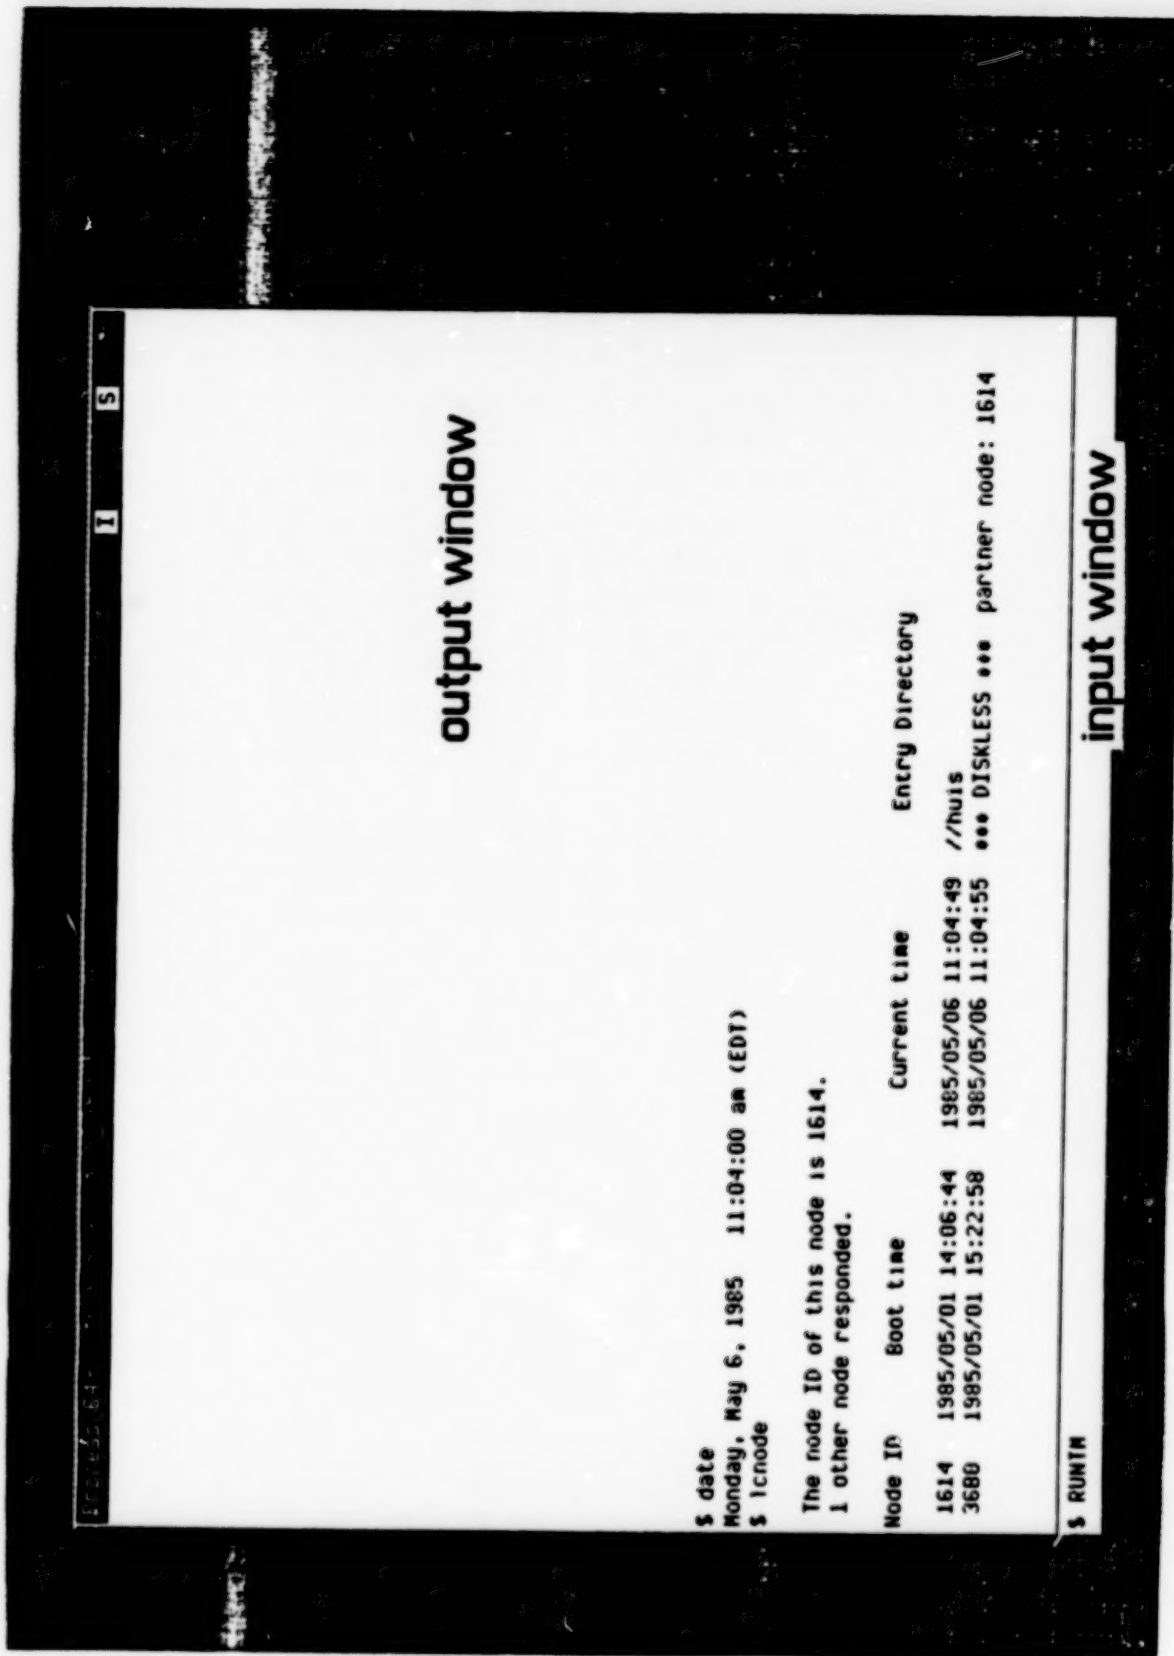 I S
output window
$ date
Monday, May 6, 1985 11:04:00 am (EDT)
$ lcnode
The node ID of this node is 1614.
1 other node responded.
Node ID Boot time Current time Entry Directory
1614 1985/05/01 14:06:44 1985/05/06 11:04:49 //huis
3680 1985/05/01 15:22:58 1985/05/06 11:04:55 *** DISKLESS *** partner node: 1614
$ RUNTM
input window